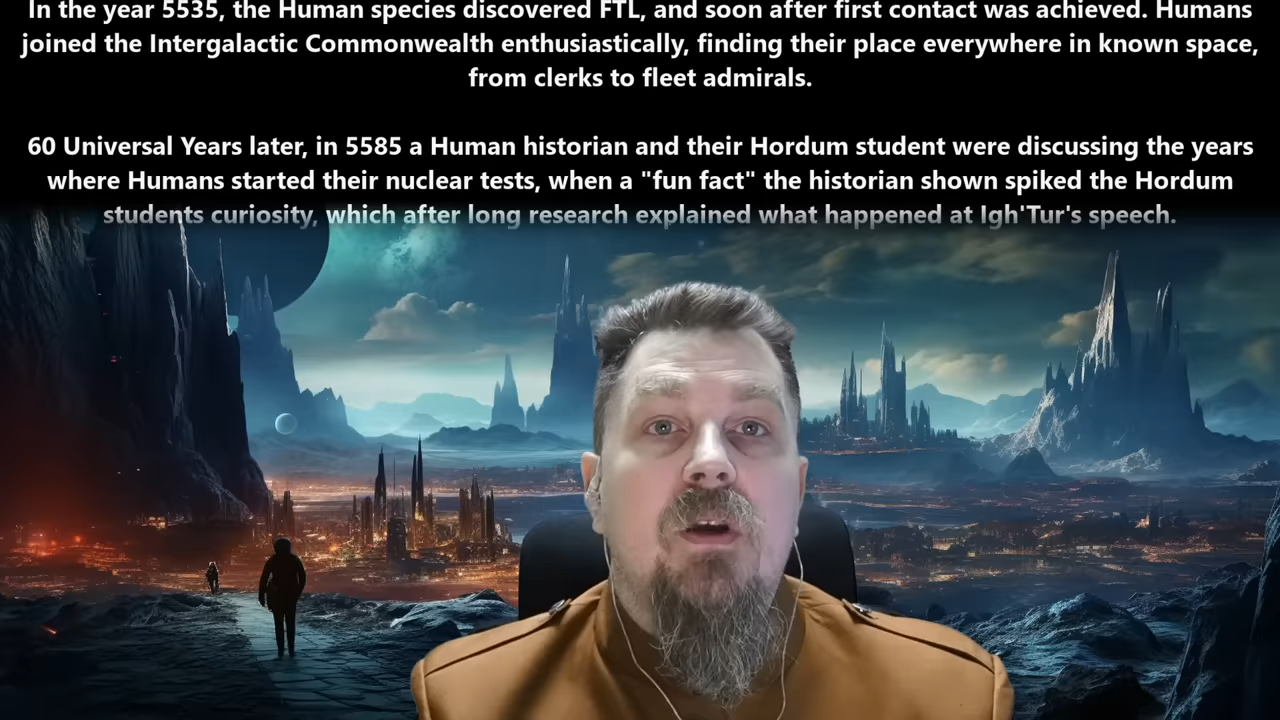 In the year 5535, the Human species discovered FTL, and soon after first contact was achieved. Humans
joined the Intergalactic Commonwealth enthusiastically, finding their place everywhere in known space,
from clerks to fleet admirals.
60 Universal Years later, in 5585 a Human historian and their Hordum student were discussing the years
where Humans started their nuclear tests, when a "fun fact" the historian shown spiked the Hordum
students curiosity, which after long research explained what happened at Igh'Tur's speech.